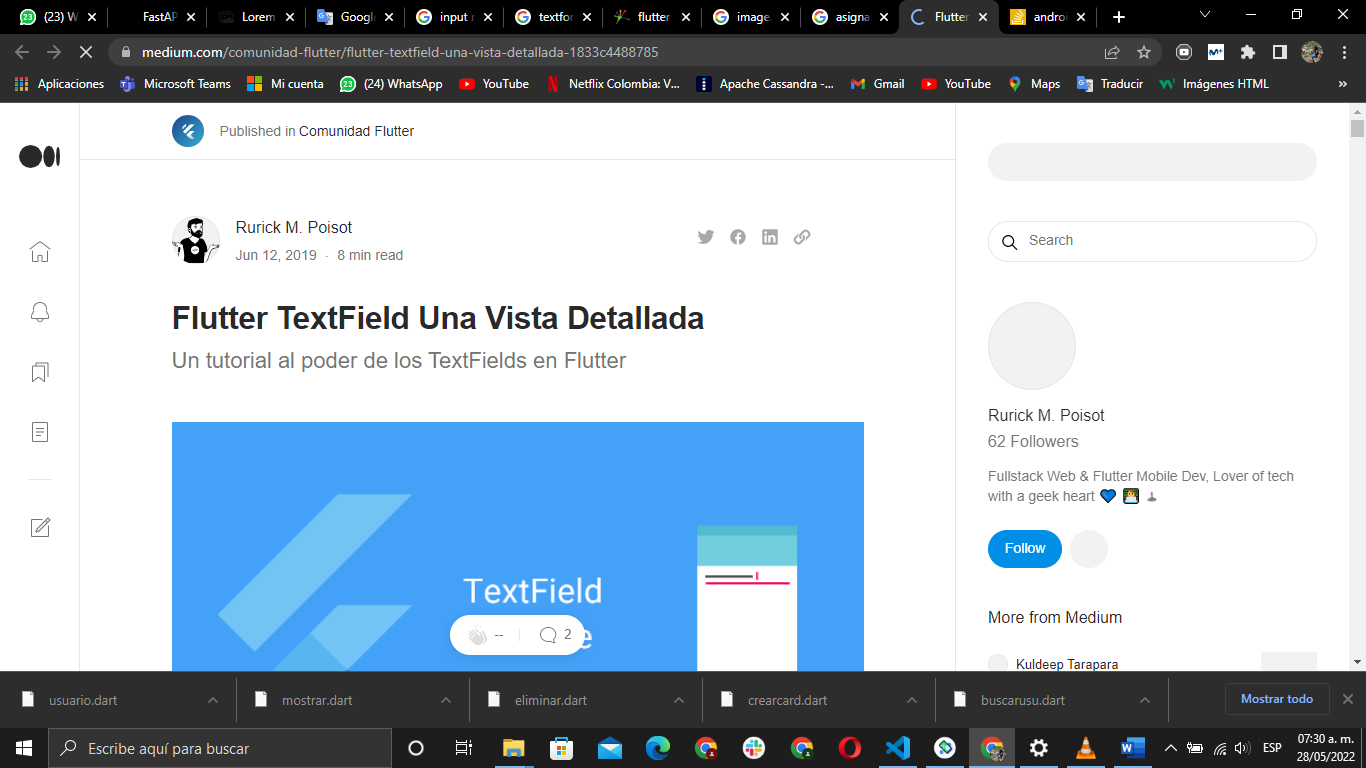 (23) W
FastAP
Lorem
Google
input r
textfor
flutter
image.
asigna
Flutter
androi
medium.com/comunidad-flutter/flutter-textfield-una-vista-detallada-1833c4488785
Aplicaciones
Microsoft Teams
Mi cuenta
(24) WhatsApp
YouTube
Netflix Colombia: V...
Apache Cassandra -...
Gmail
YouTube
Maps
Traducir
Imágenes HTML
»
Published in Comunidad Flutter
Rurick M. Poisot
Jun 12, 2019 · 8 min read
Flutter TextField Una Vista Detallada
Un tutorial al poder de los TextFields en Flutter
TextField
e
-- 2
Search
Rurick M. Poisot
62 Followers
Fullstack Web & Flutter Mobile Dev, Lover of tech
with a geek heart 💙
Follow
More from Medium
Kuldeep Tarapara
usuario.dart
mostrar.dart
eliminar.dart
crearcard.dart
buscarusu.dart
Mostrar todo
Escribe aquí para buscar
ESP
07:30 a. m.
28/05/2022